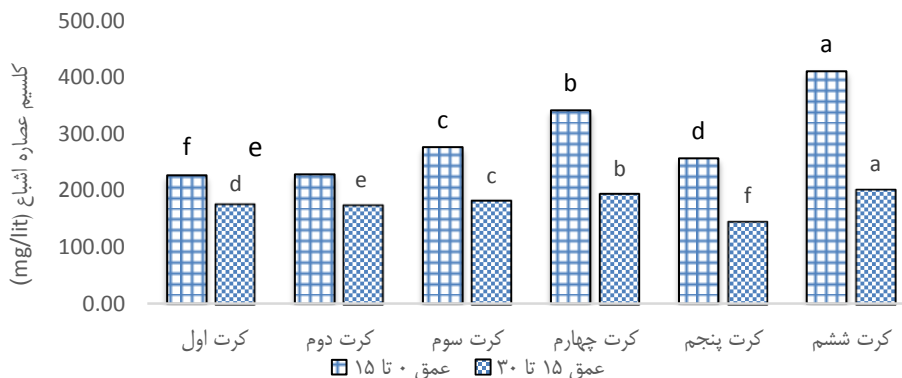 کلسیم عصاره اشباع (mg/lit)
500.00
400.00
300.00
200.00
100.00
0.00
f e c b d a
d e c b f a
کرت اول کرت دوم کرت سوم کرت چهارم کرت پنجم کرت ششم
عمق ۰ تا ۱۵ عمق ۱۵ تا ۳۰